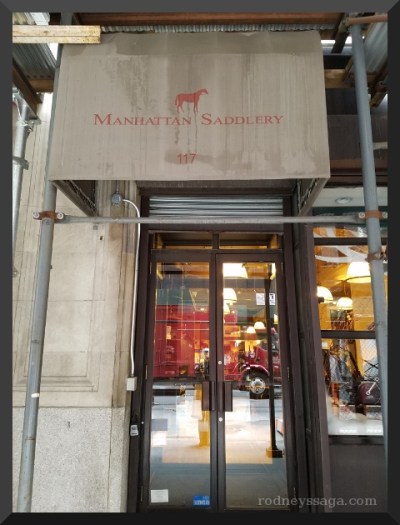 MANHATTAN SADDLERY
117
rodneyssaga.com